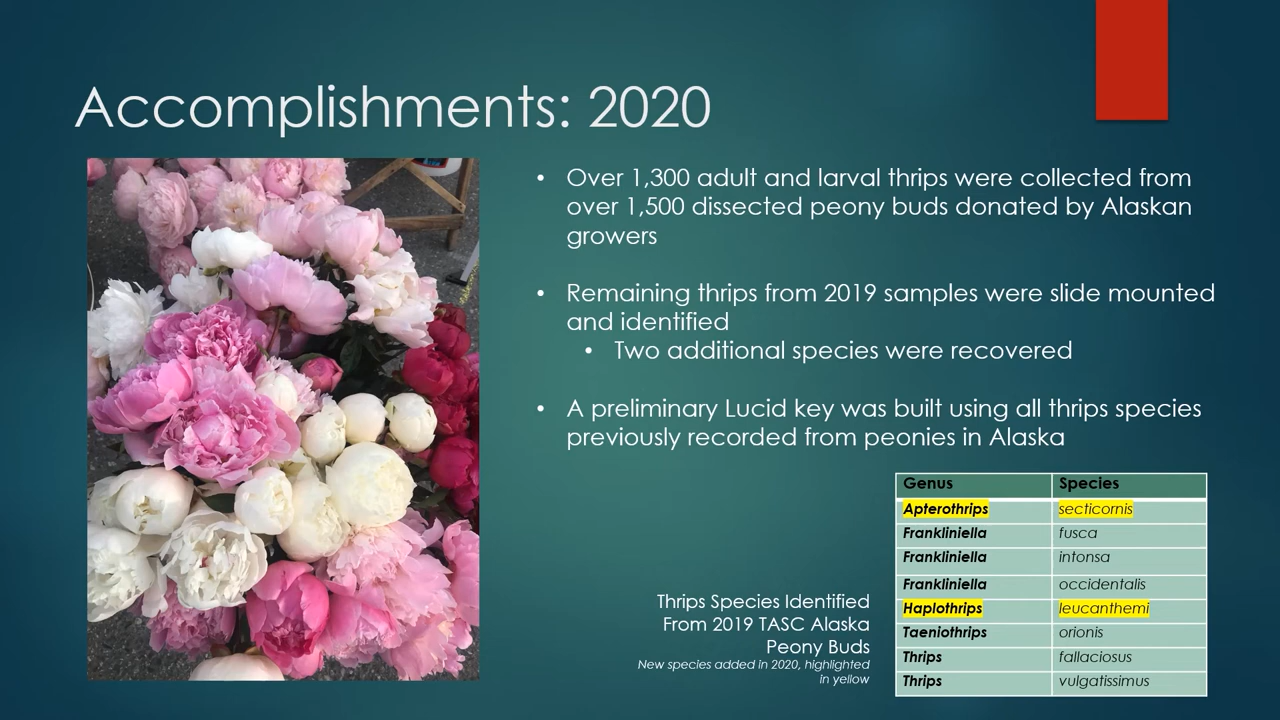 Accomplishments: 2020
• Over 1,300 adult and larval thrips were collected from
over 1,500 dissected peony buds donated by Alaskan
growers
• Remaining thrips from 2019 samples were slide mounted
and identified
• Two additional species were recovered
• A preliminary Lucid key was built using all thrips species
previously recorded from peonies in Alaska
Thrips Species Identified
From 2019 TASC Alaska
Peony Buds
New species added in 2020, highlighted
in yellow
Genus Species
Apterothrips secticornis
Frankliniella fusca
Frankliniella intonsa
Frankliniella occidentalis
Haplothrips leucanthemi
Taeniothrips orionis
Thrips fallaciosus
Thrips vulgatissimus